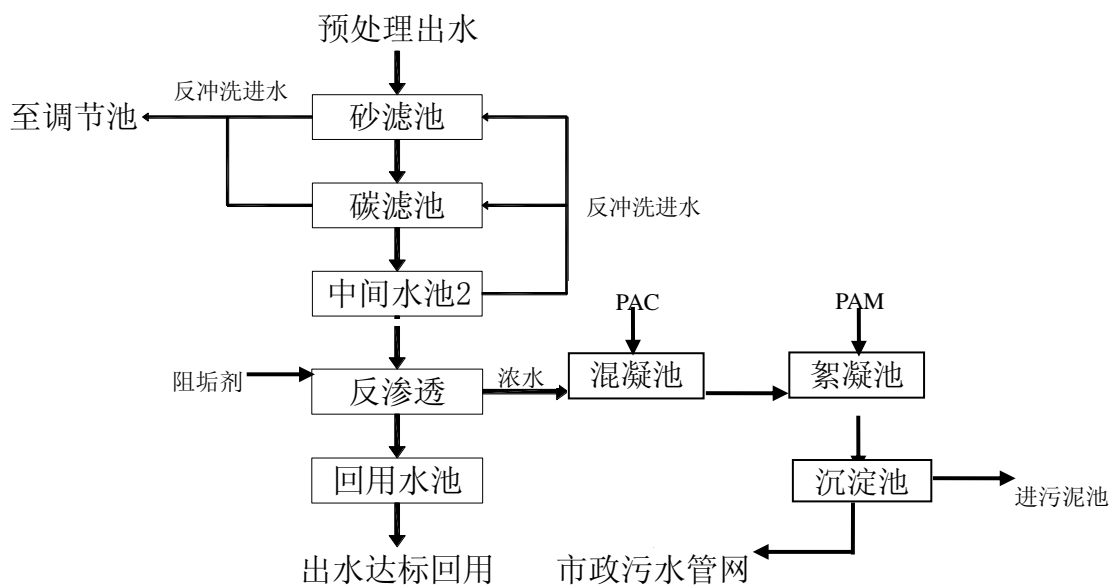 预处理出水
反冲洗进水
至调节池
砂滤池
碳滤池
反冲洗进水
中间水池2
PAC
PAM
阻垢剂
反渗透
浓水
混凝池
絮凝池
回用水池
沉淀池
进污泥池
出水达标回用
市政污水管网